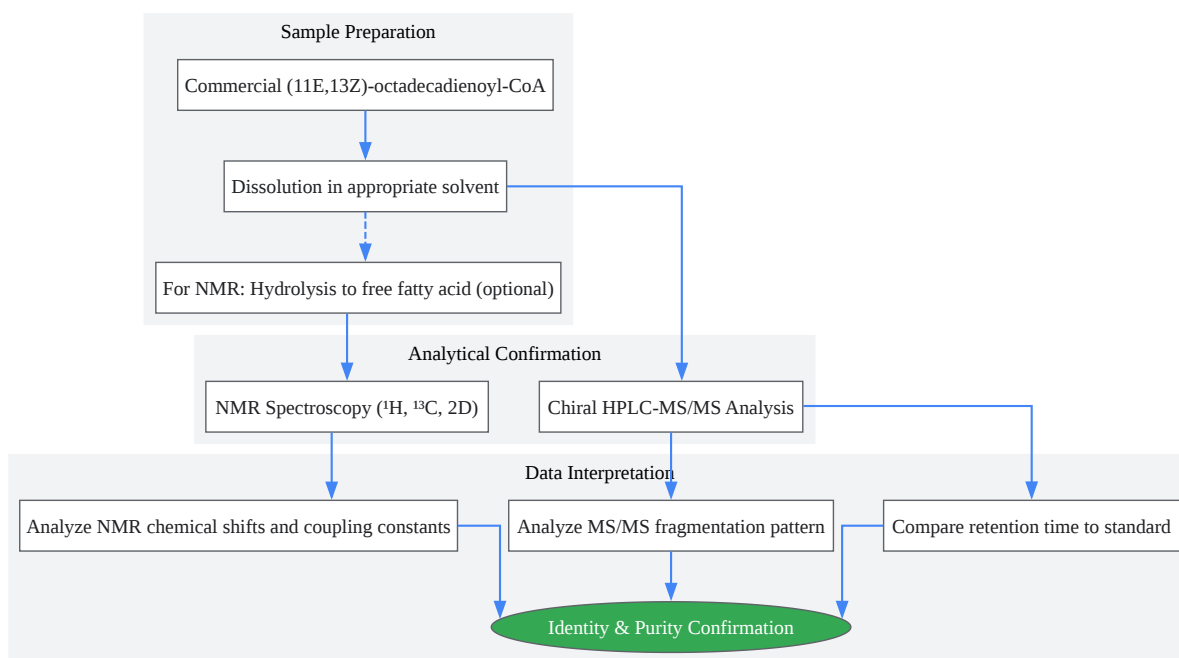 Sample Preparation
Commercial (11E,13Z)-octadecadienoyl-CoA
Dissolution in appropriate solvent
For NMR: Hydrolysis to free fatty acid (optional)
Analytical Confirmation
NMR Spectroscopy (¹H, ¹³C, 2D)
Chiral HPLC-MS/MS Analysis
Data Interpretation
Analyze NMR chemical shifts and coupling constants
Analyze MS/MS fragmentation pattern
Compare retention time to standard
Identity & Purity Confirmation